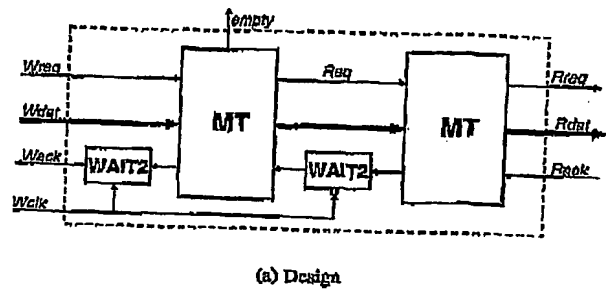 empty
Wreq
Req
Rreq
Wdat
MT
MT
Rdat
Wack
WAIT2
WAIT2
Rack
Wclk
(a) Design